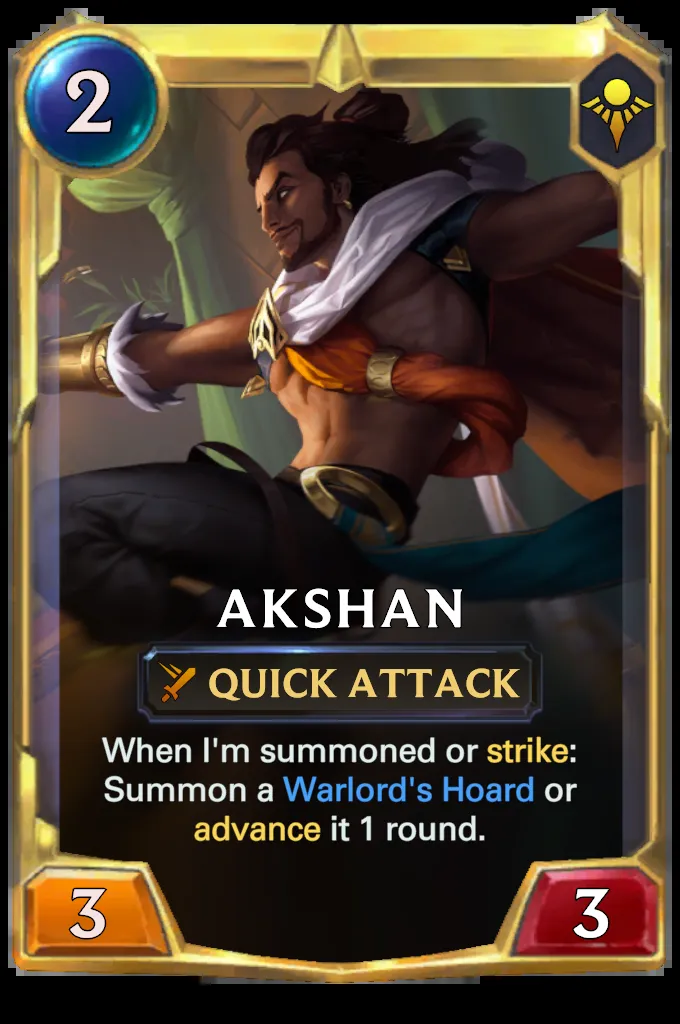 2
AKSHAN
QUICK ATTACK
When I'm summoned or strike:
Summon a Warlord's Hoard or
advance it 1 round.
3 3